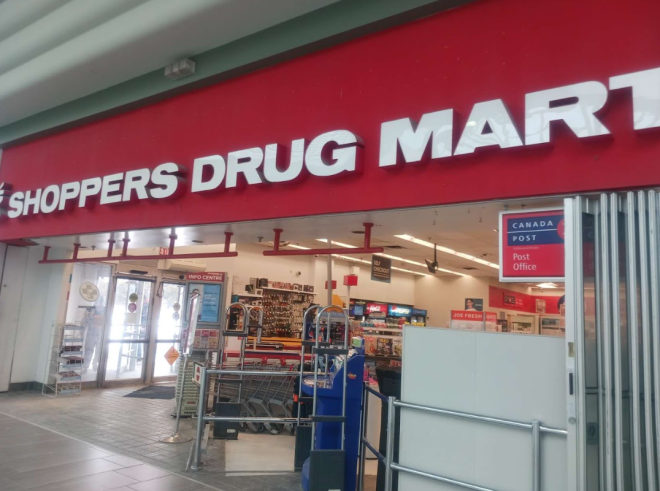 SHOPPERS DRUG MART
CANADA
POST
Post
Office
INFO CENTRE
JOE FRESH